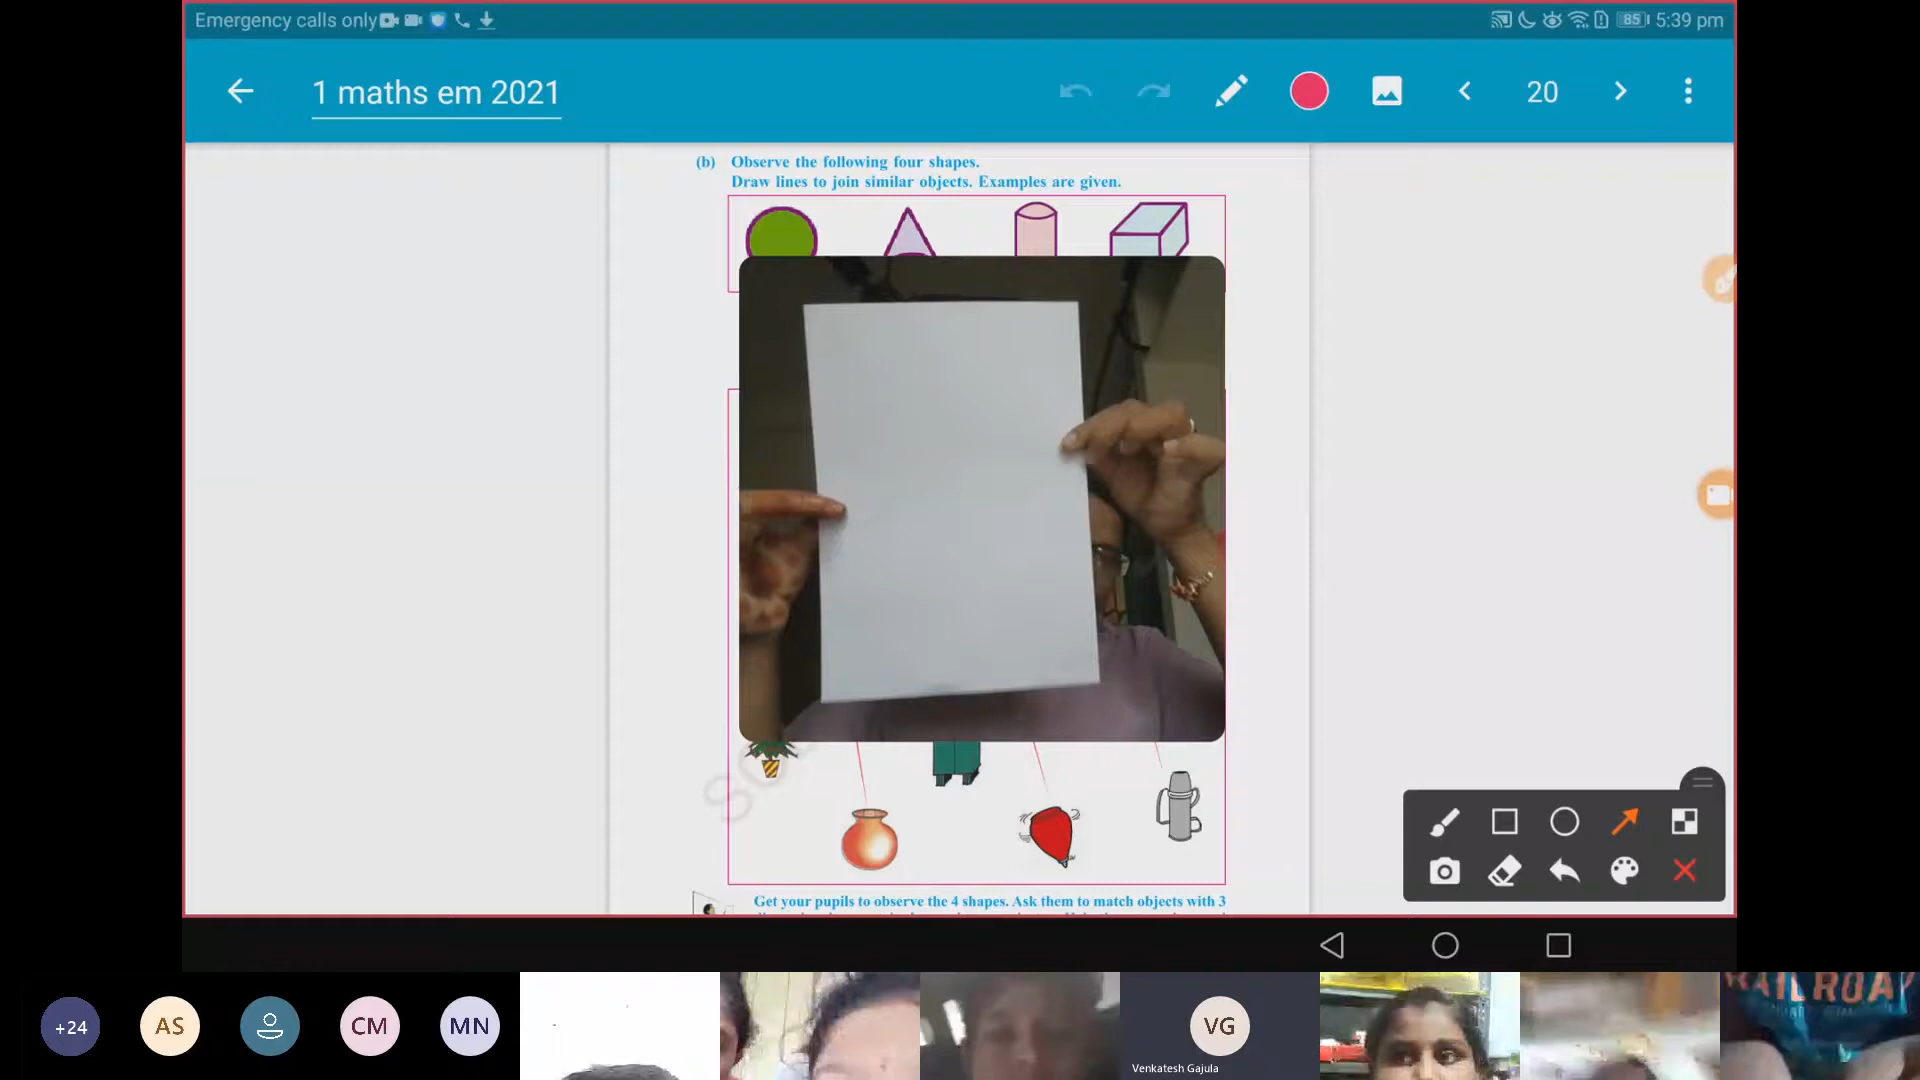 Emergency calls only
85 5:39 pm
1 maths em 2021
20
(b) Observe the following four shapes.
Draw lines to join similar objects. Examples are given.
Get your pupils to observe the 4 shapes. Ask them to match objects with 3
+24
AS
CM
MN
VG
Venkatesh Gajula